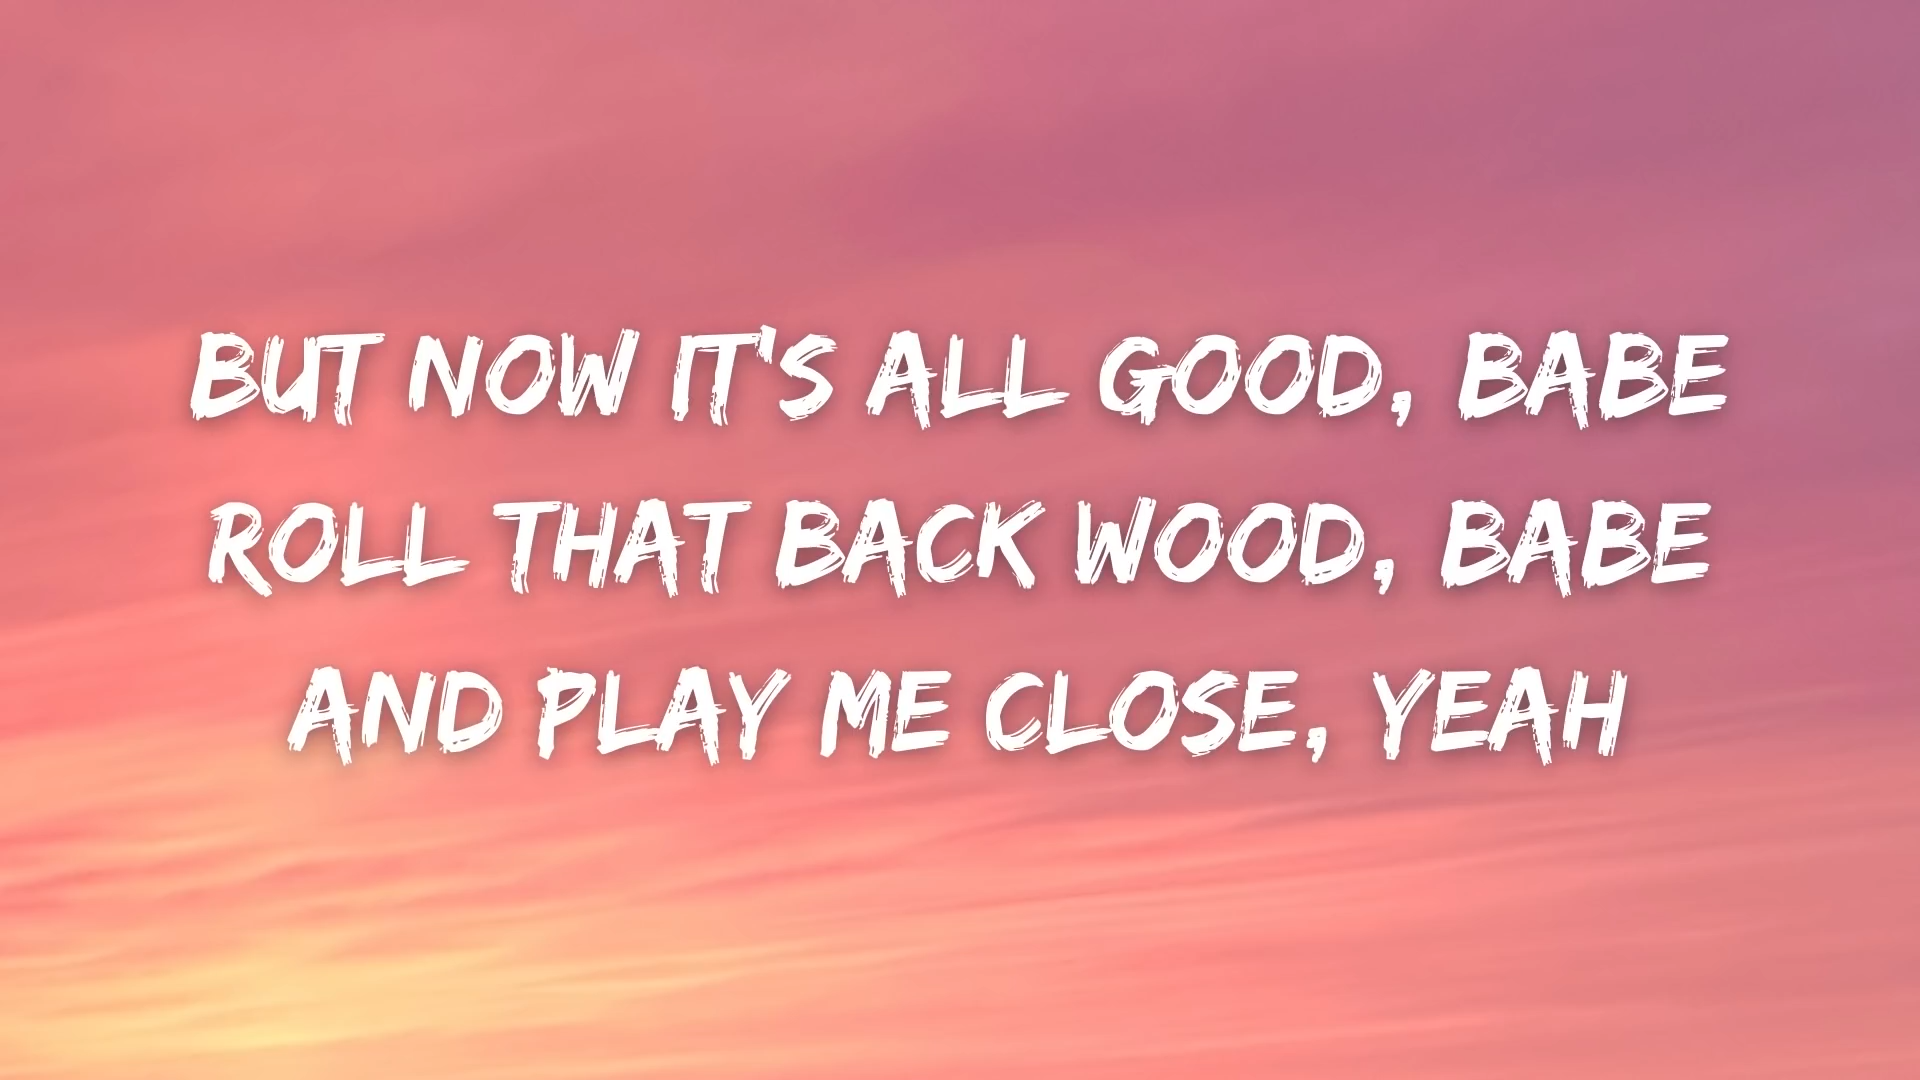 BUT NOW IT'S ALL GOOD, BABE
ROLL THAT BACK WOOD, BABE
AND PLAY ME CLOSE, YEAH